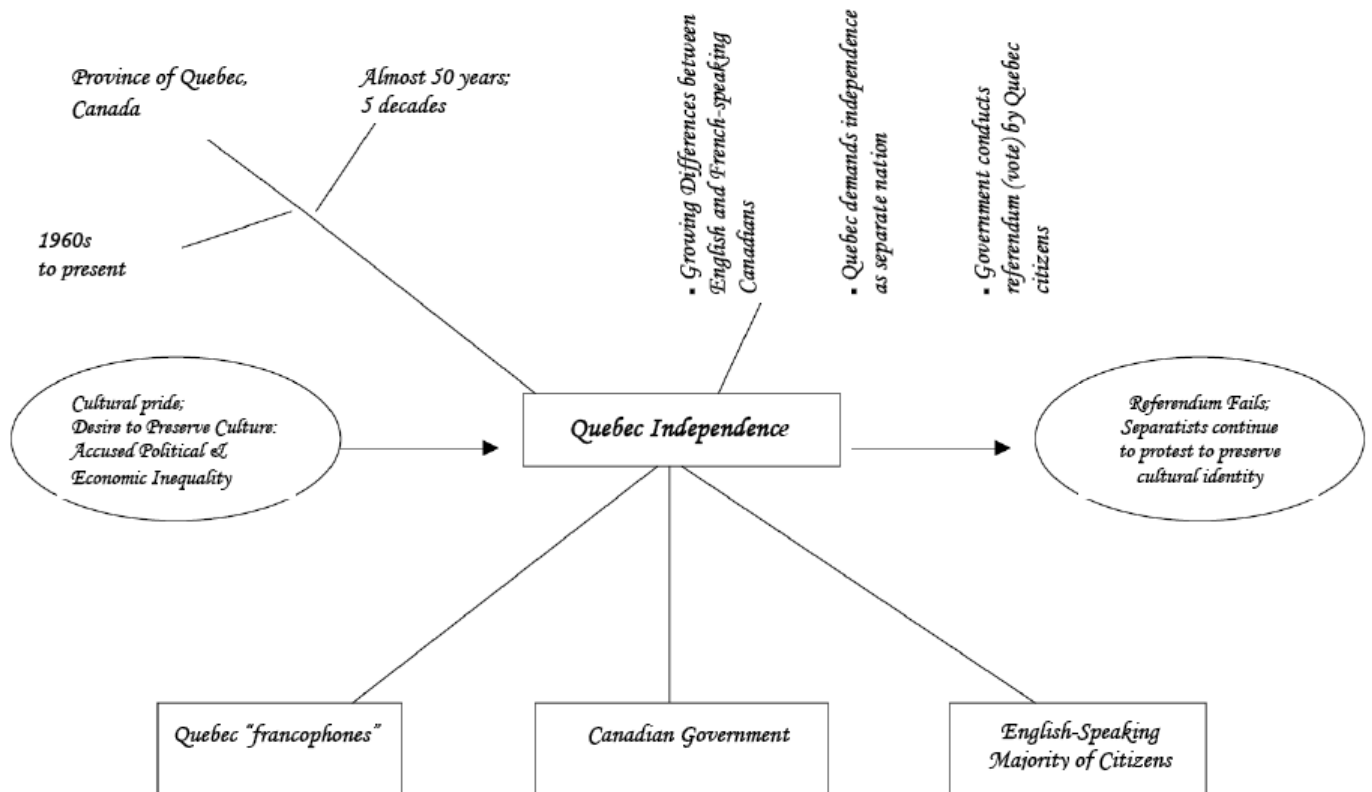 Province of Quebec,
Canada
Almost 50 years;
5 decades
1960s
to present
▪ Growing Differences between
English and French-speaking
Canadians
▪ Quebec demands independence
as separate nation
▪ Government conducts
referendum (vote) by Quebec
citizens
Cultural pride;
Desire to Preserve Culture:
Accused Political &
Economic Inequality
Quebec Independence
Referendum Fails;
Separatists continue
to protest to preserve
cultural identity
Quebec "francophones"
Canadian Government
English-Speaking
Majority of Citizens